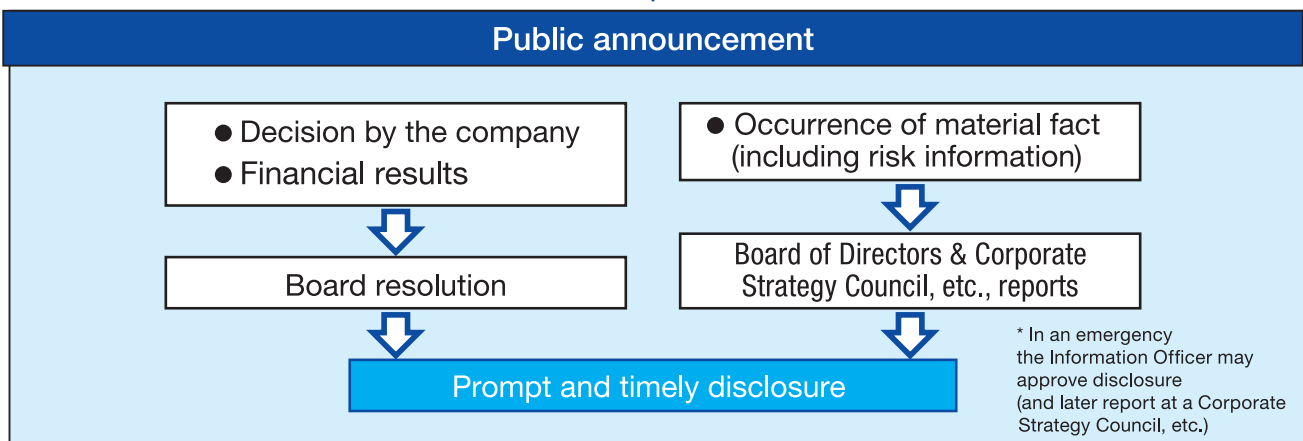 Public announcement
● Decision by the company
● Financial results
● Occurrence of material fact
(including risk information)
Board resolution
Board of Directors & Corporate
Strategy Council, etc., reports
Prompt and timely disclosure
* In an emergency
the Information Officer may
approve disclosure
(and later report at a Corporate
Strategy Council, etc.)